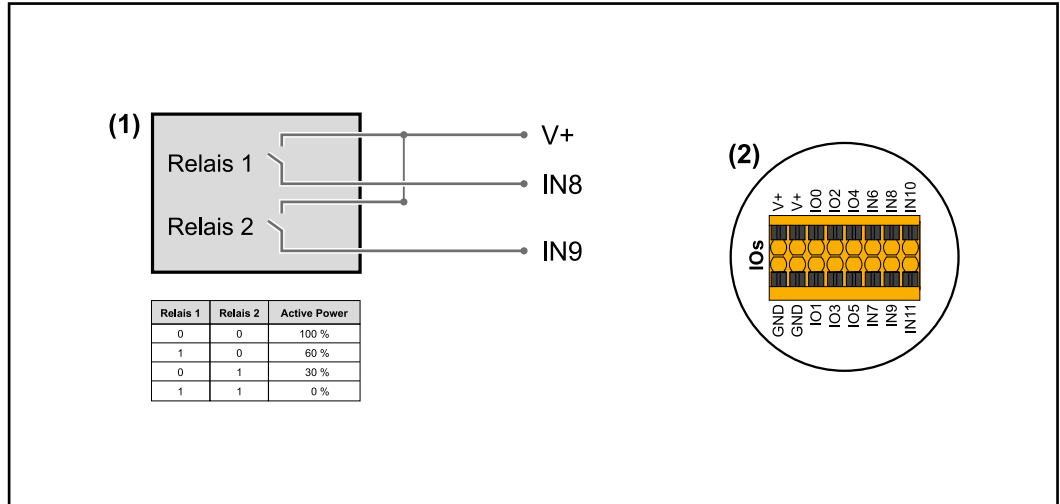 (1)
Relais 1
Relais 2
V+
IN8
IN9
Relais 1 Relais 2 Active Power
0 0 100 %
1 0 60 %
0 1 30 %
1 1 0 %
(2)
IOs
V+ V+ IO0 IO2 IO4 IN6 IN8 IN10
GND GND IO1 IO3 IO5 IN7 IN9 IN11